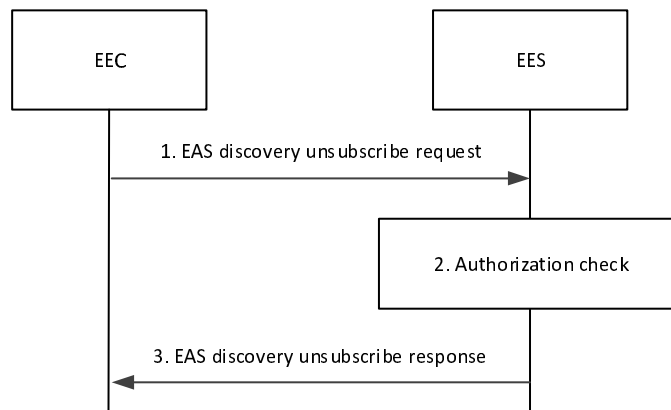 EEC
EES
1. EAS discovery unsubscribe request
2. Authorization check
3. EAS discovery unsubscribe response